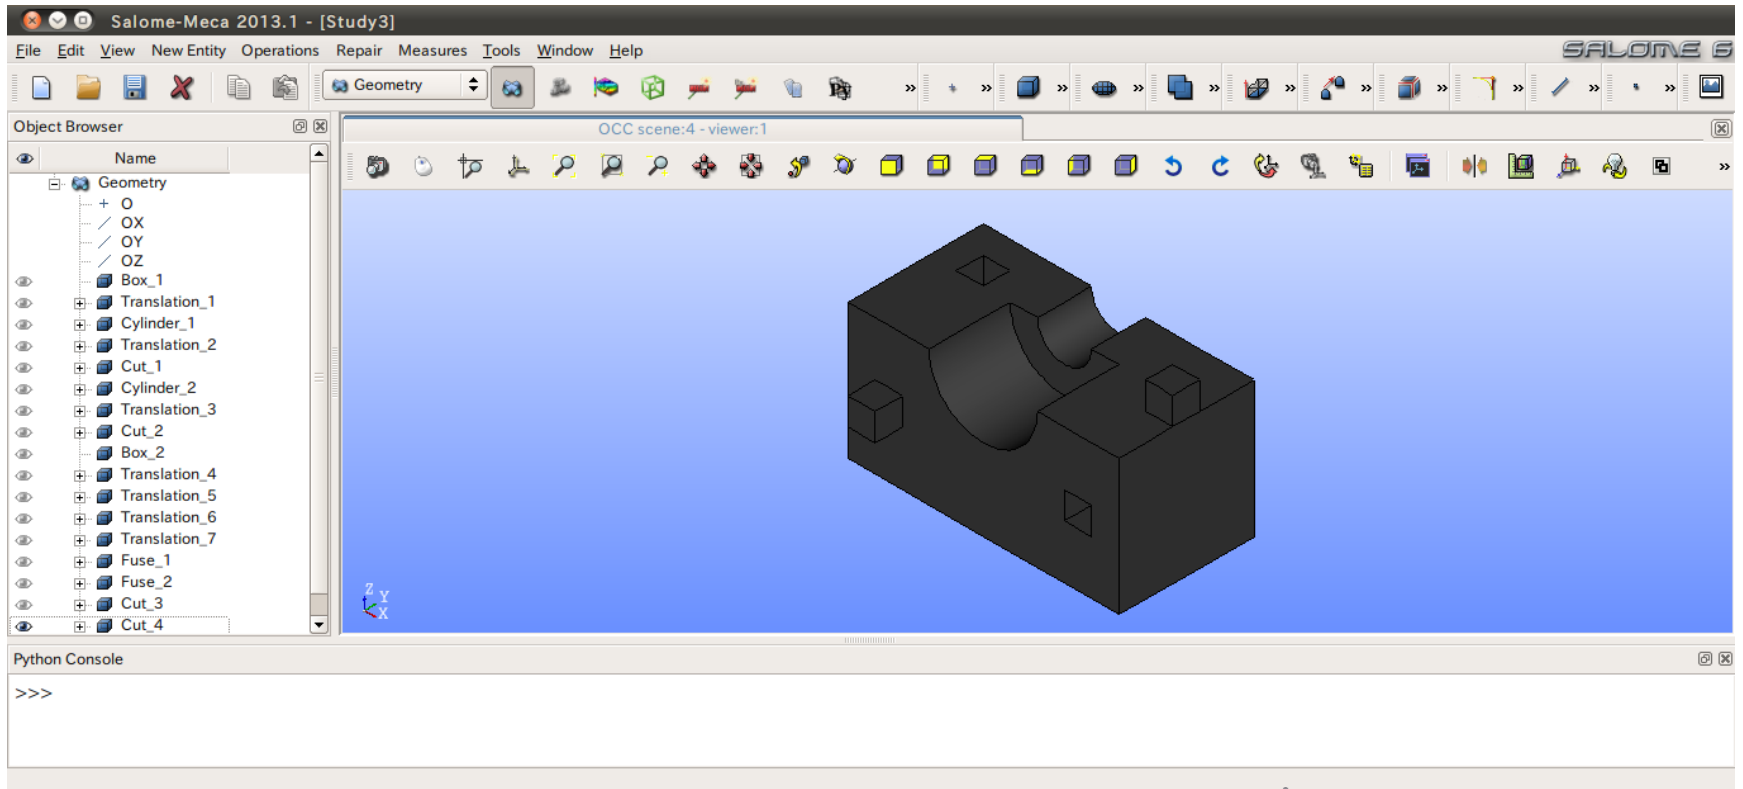 Salome-Meca 2013.1 - [Study3]
File Edit View New Entity Operations Repair Measures Tools Window Help
SALOME 6
Geometry
Object Browser
OCC scene:4 - viewer:1
Name
Geometry
O
OX
OY
OZ
Box_1
Translation_1
Cylinder_1
Translation_2
Cut_1
Cylinder_2
Translation_3
Cut_2
Box_2
Translation_4
Translation_5
Translation_6
Translation_7
Fuse_1
Fuse_2
Cut_3
Cut_4
Z
Y
X
Python Console
>>>